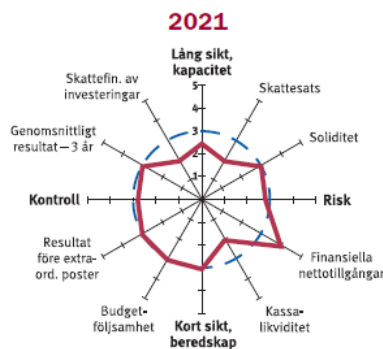 2021
Lång sikt,
kapacitet
Skattefin. av
investeringar
Skattesats
Genomsnittligt
resultat—3 år
Soliditet
5
4
3
2
1
Kontroll
Risk
Resultat
före extra-
ord. poster
Finansiella
nettotillgångar
Budget-
följsamhet
Kassa-
likviditet
Kort sikt,
beredskap